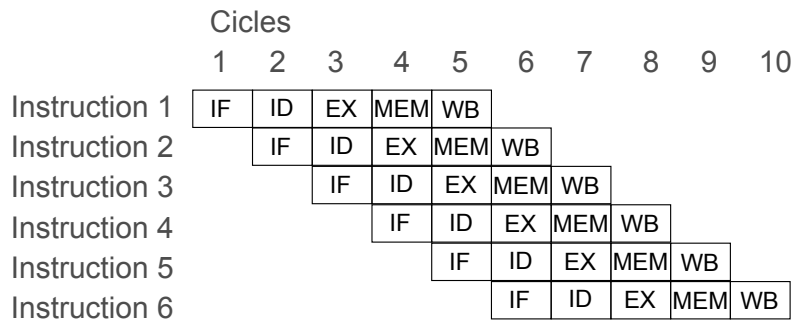 Cicles
1 2 3 4 5 6 7 8 9 10
Instruction 1 IF ID EX MEM WB
Instruction 2 IF ID EX MEM WB
Instruction 3 IF ID EX MEM WB
Instruction 4 IF ID EX MEM WB
Instruction 5 IF ID EX MEM WB
Instruction 6 IF ID EX MEM WB